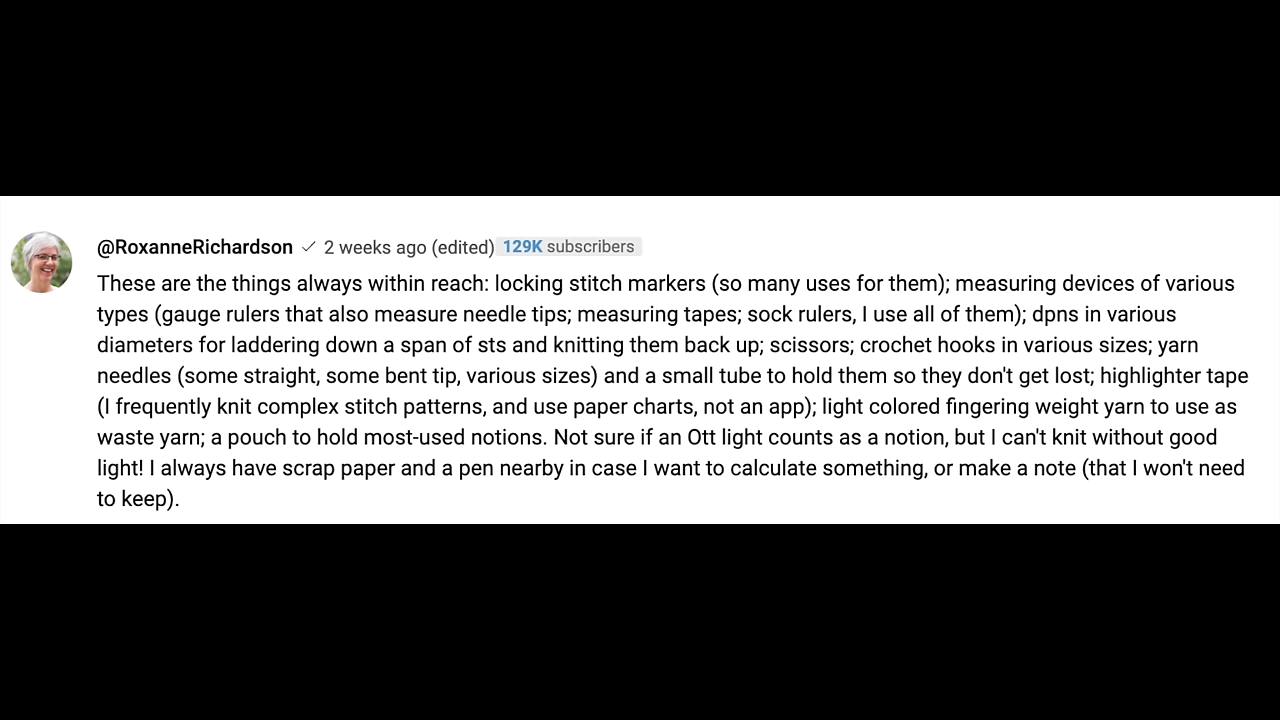 @RoxanneRichardson ✓ 2 weeks ago (edited) 129K subscribers
These are the things always within reach: locking stitch markers (so many uses for them); measuring devices of various
types (gauge rulers that also measure needle tips; measuring tapes; sock rulers, I use all of them); dpns in various
diameters for laddering down a span of sts and knitting them back up; scissors; crochet hooks in various sizes; yarn
needles (some straight, some bent tip, various sizes) and a small tube to hold them so they don't get lost; highlighter tape
(I frequently knit complex stitch patterns, and use paper charts, not an app); light colored fingering weight yarn to use as
waste yarn; a pouch to hold most-used notions. Not sure if an Ott light counts as a notion, but I can't knit without good
light! I always have scrap paper and a pen nearby in case I want to calculate something, or make a note (that I won't need
to keep).